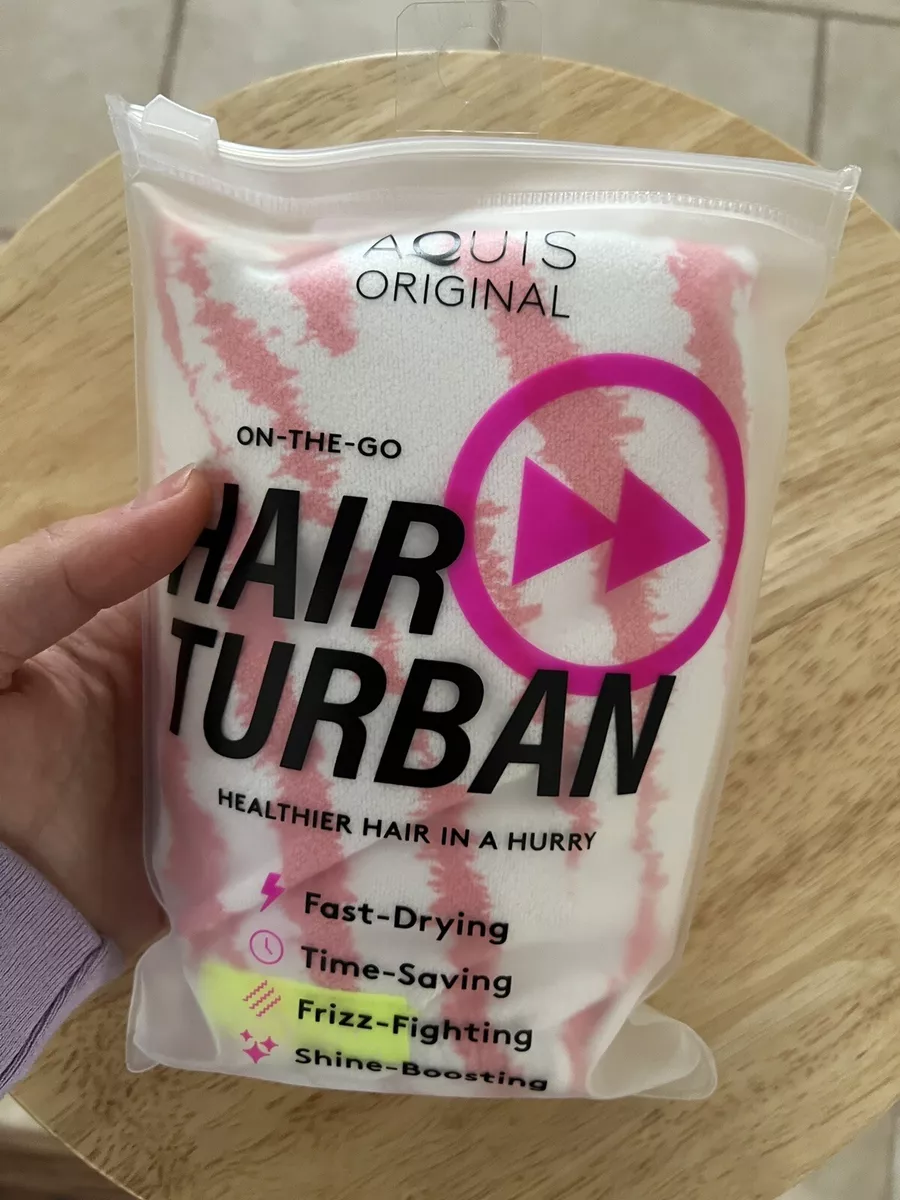 AQUIS
ORIGINAL
ON-THE-GO
HAIR
TURBAN
HEALTHIER HAIR IN A HURRY
Fast-Drying
Time-Saving
Frizz-Fighting
Shine-Boosting